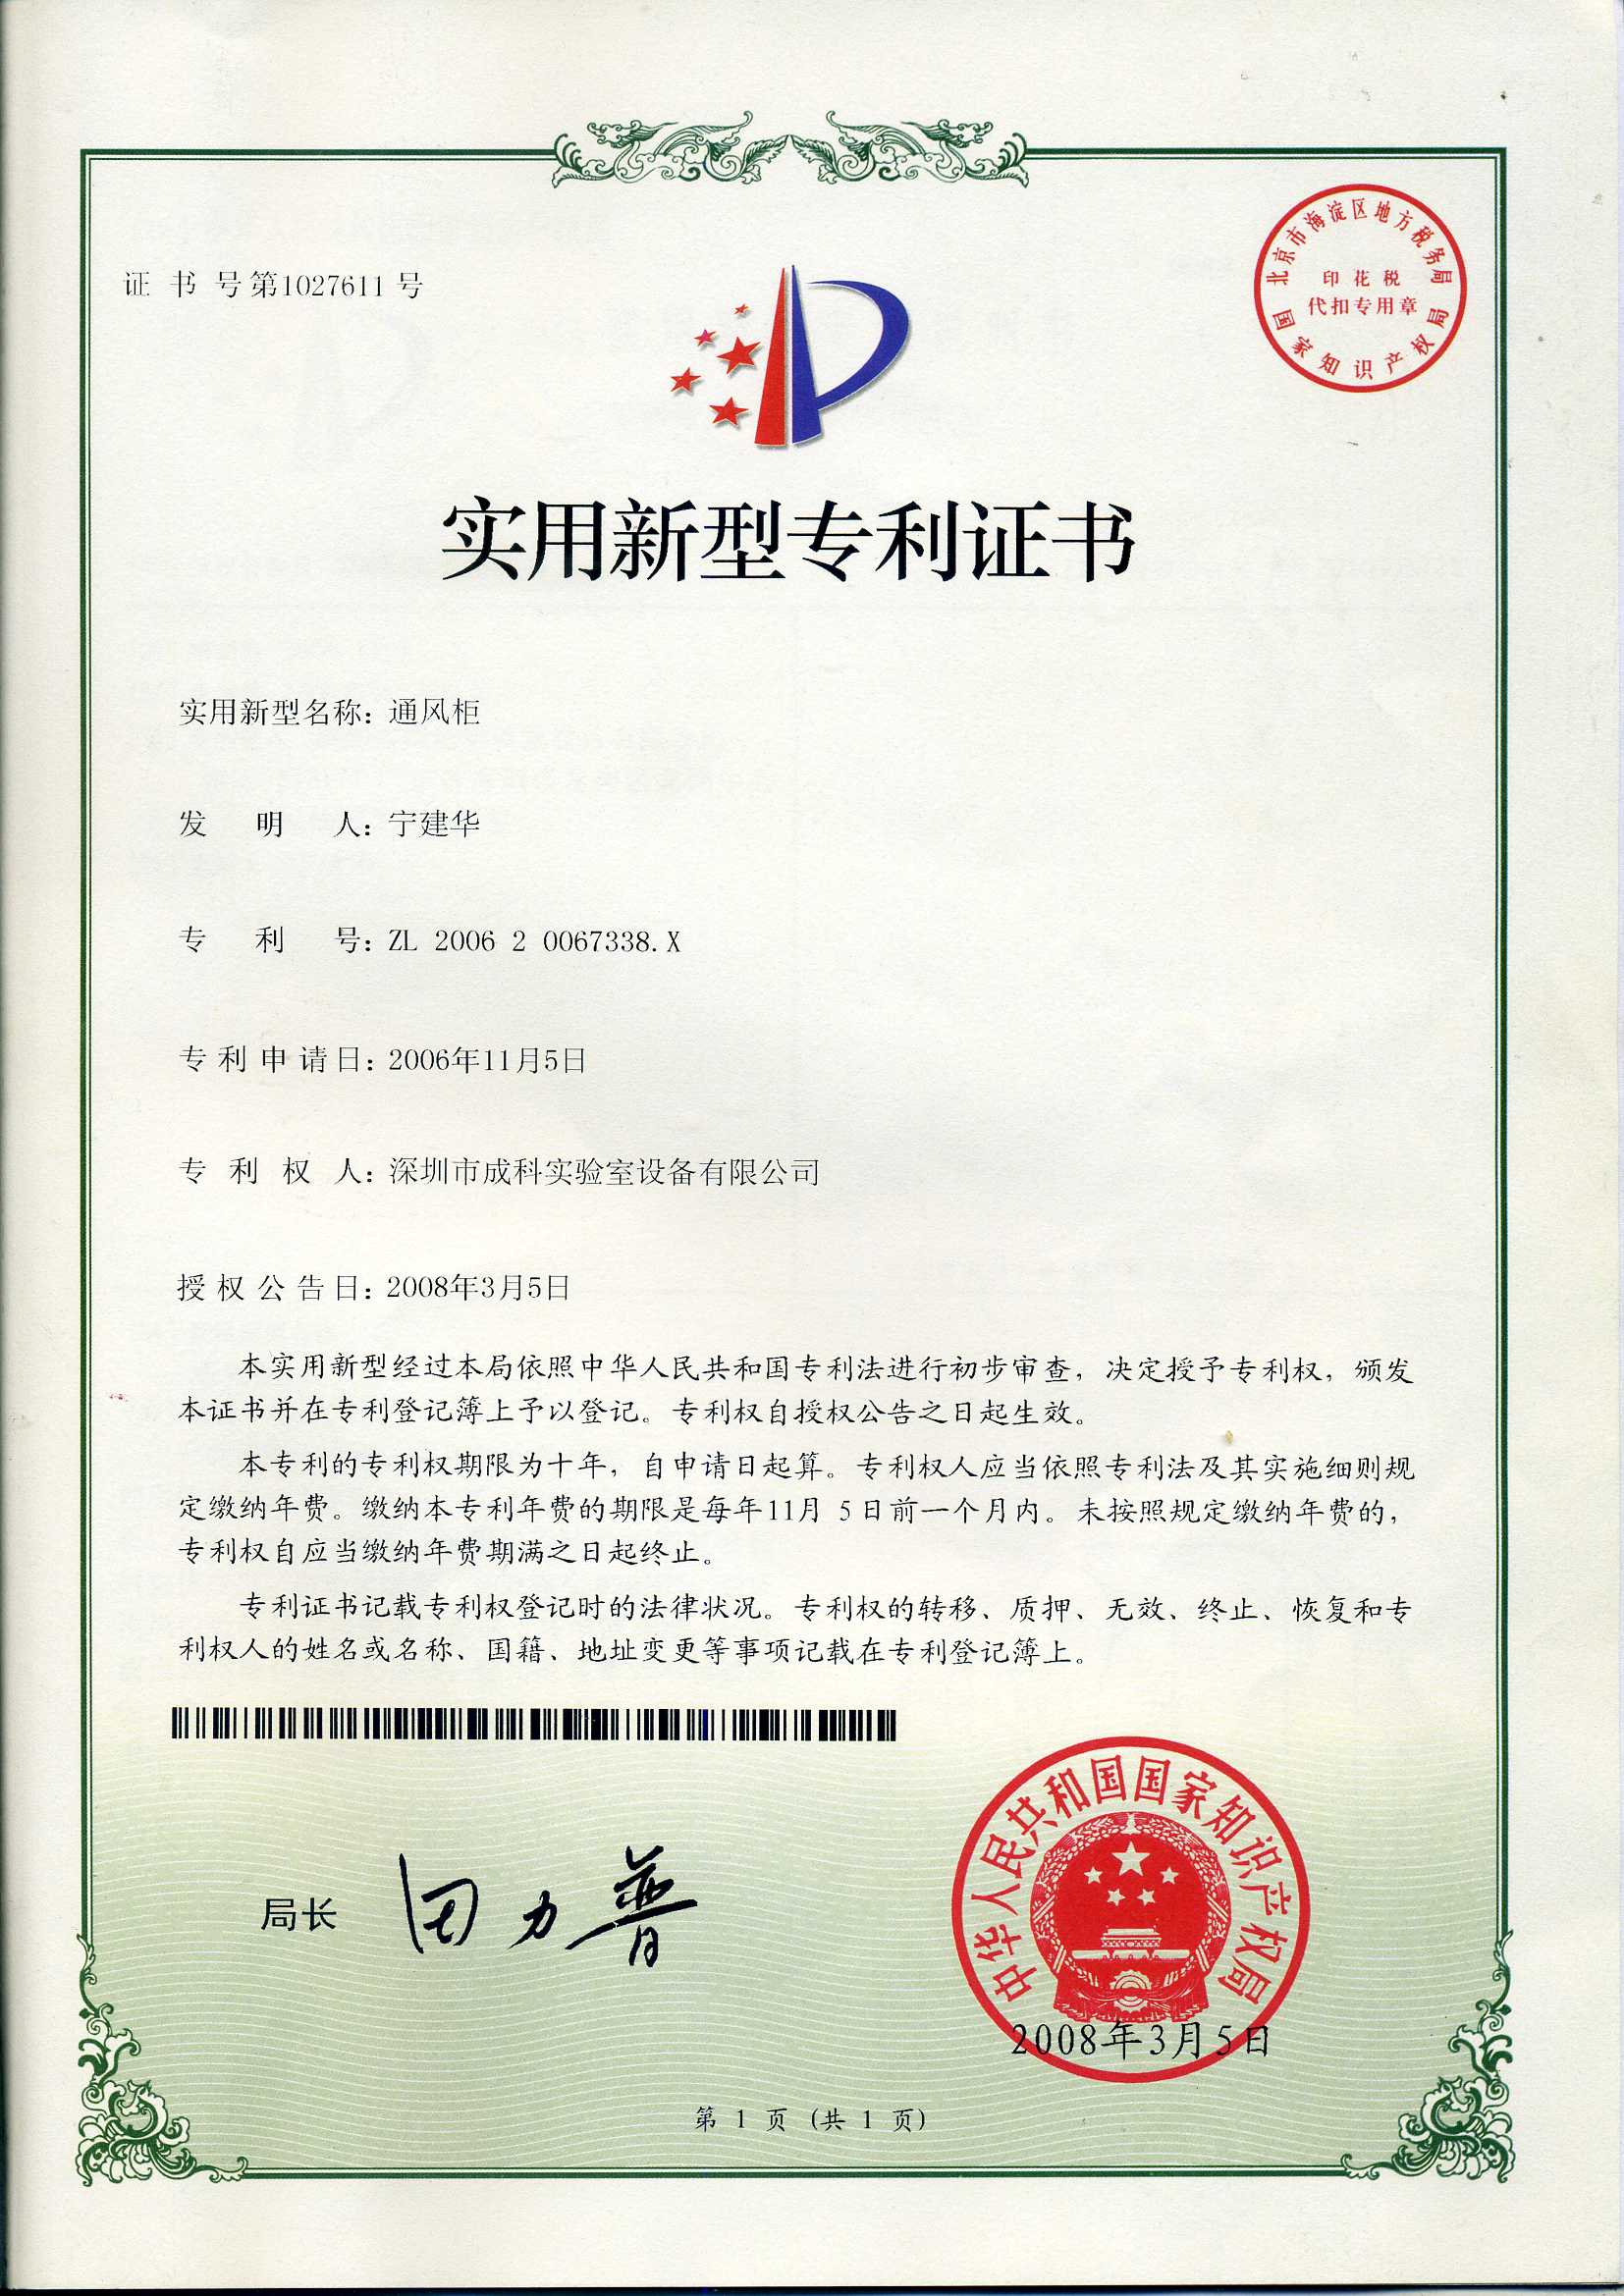 证书号第1027611号
北京市海淀区地方税务局
印花税
代扣专用章
国家知识产权局
实用新型专利证书
实用新型名称：通风柜
发明人：宁建华
专利号：ZL 2006 2 0067338.X
专利申请日：2006年11月5日
专利权人：深圳市成科实验室设备有限公司
授权公告日：2008年3月5日
本实用新型经过本局依照中华人民共和国专利法进行初步审查，决定授予专利权，颁发
本证书并在专利登记簿上予以登记。专利权自授权公告之日起生效。
本专利的专利权期限为十年，自申请日起算。专利权人应当依照专利法及其实施细则规
定缴纳年费。缴纳本专利年费的期限是每年11月 5日前一个月内。未按照规定缴纳年费的，
专利权自应当缴纳年费期满之日起终止。
专利证书记载专利权登记时的法律状况。专利权的转移、质押、无效、终止、恢复和专
利权人的姓名或名称、国籍、地址变更等事项记载在专利登记簿上。
局长 田力普
中华人民共和国国家知识产权局
2008年3月5日
第 1 页 (共 1 页)